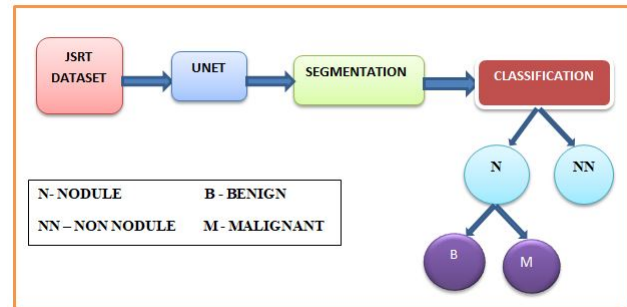 JSRT
DATASET
UNET
SEGMENTATION
CLASSIFICATION
N
NN
B
M
N- NODULE B - BENIGN
NN – NON NODULE M - MALIGNANT